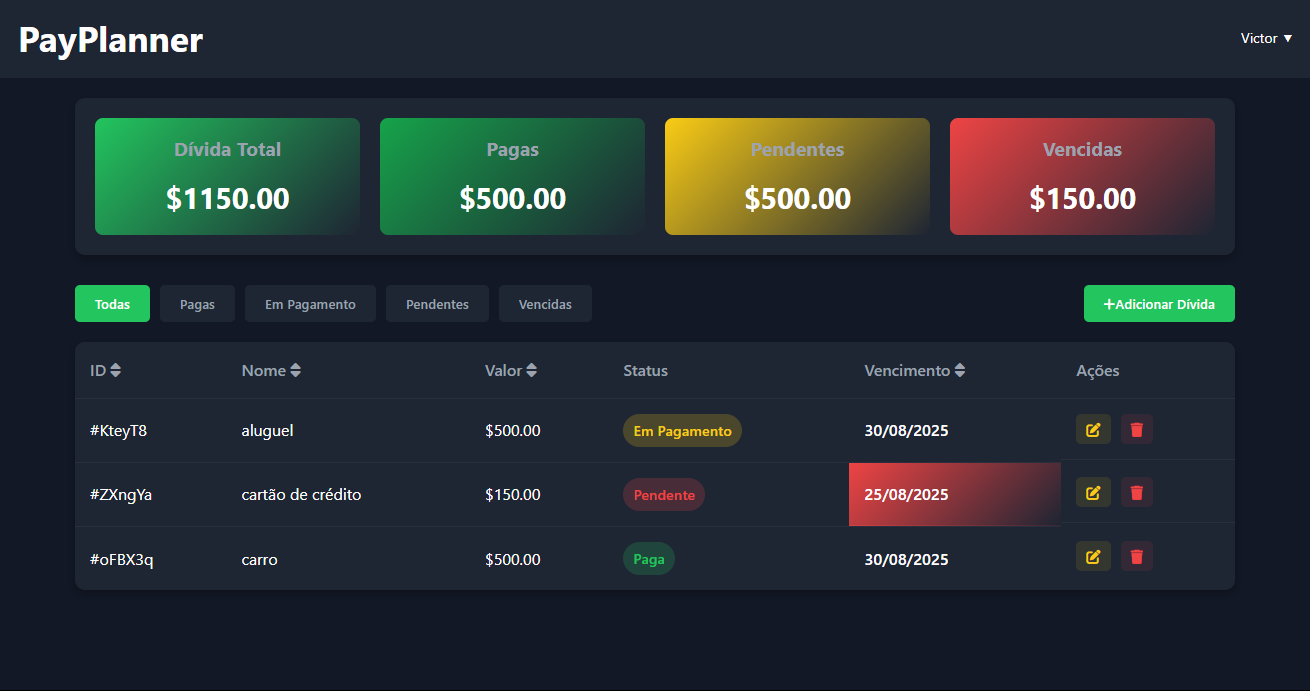 PayPlanner
Victor ▼
Dívida Total
$1150.00
Pagas
$500.00
Pendentes
$500.00
Vencidas
$150.00
Todas
Pagas
Em Pagamento
Pendentes
Vencidas
+Adicionar Dívida
ID
Nome
Valor
Status
Vencimento
Ações
#KteyT8
aluguel
$500.00
Em Pagamento
30/08/2025
#ZXngYa
cartão de crédito
$150.00
Pendente
25/08/2025
#oFBX3q
carro
$500.00
Paga
30/08/2025